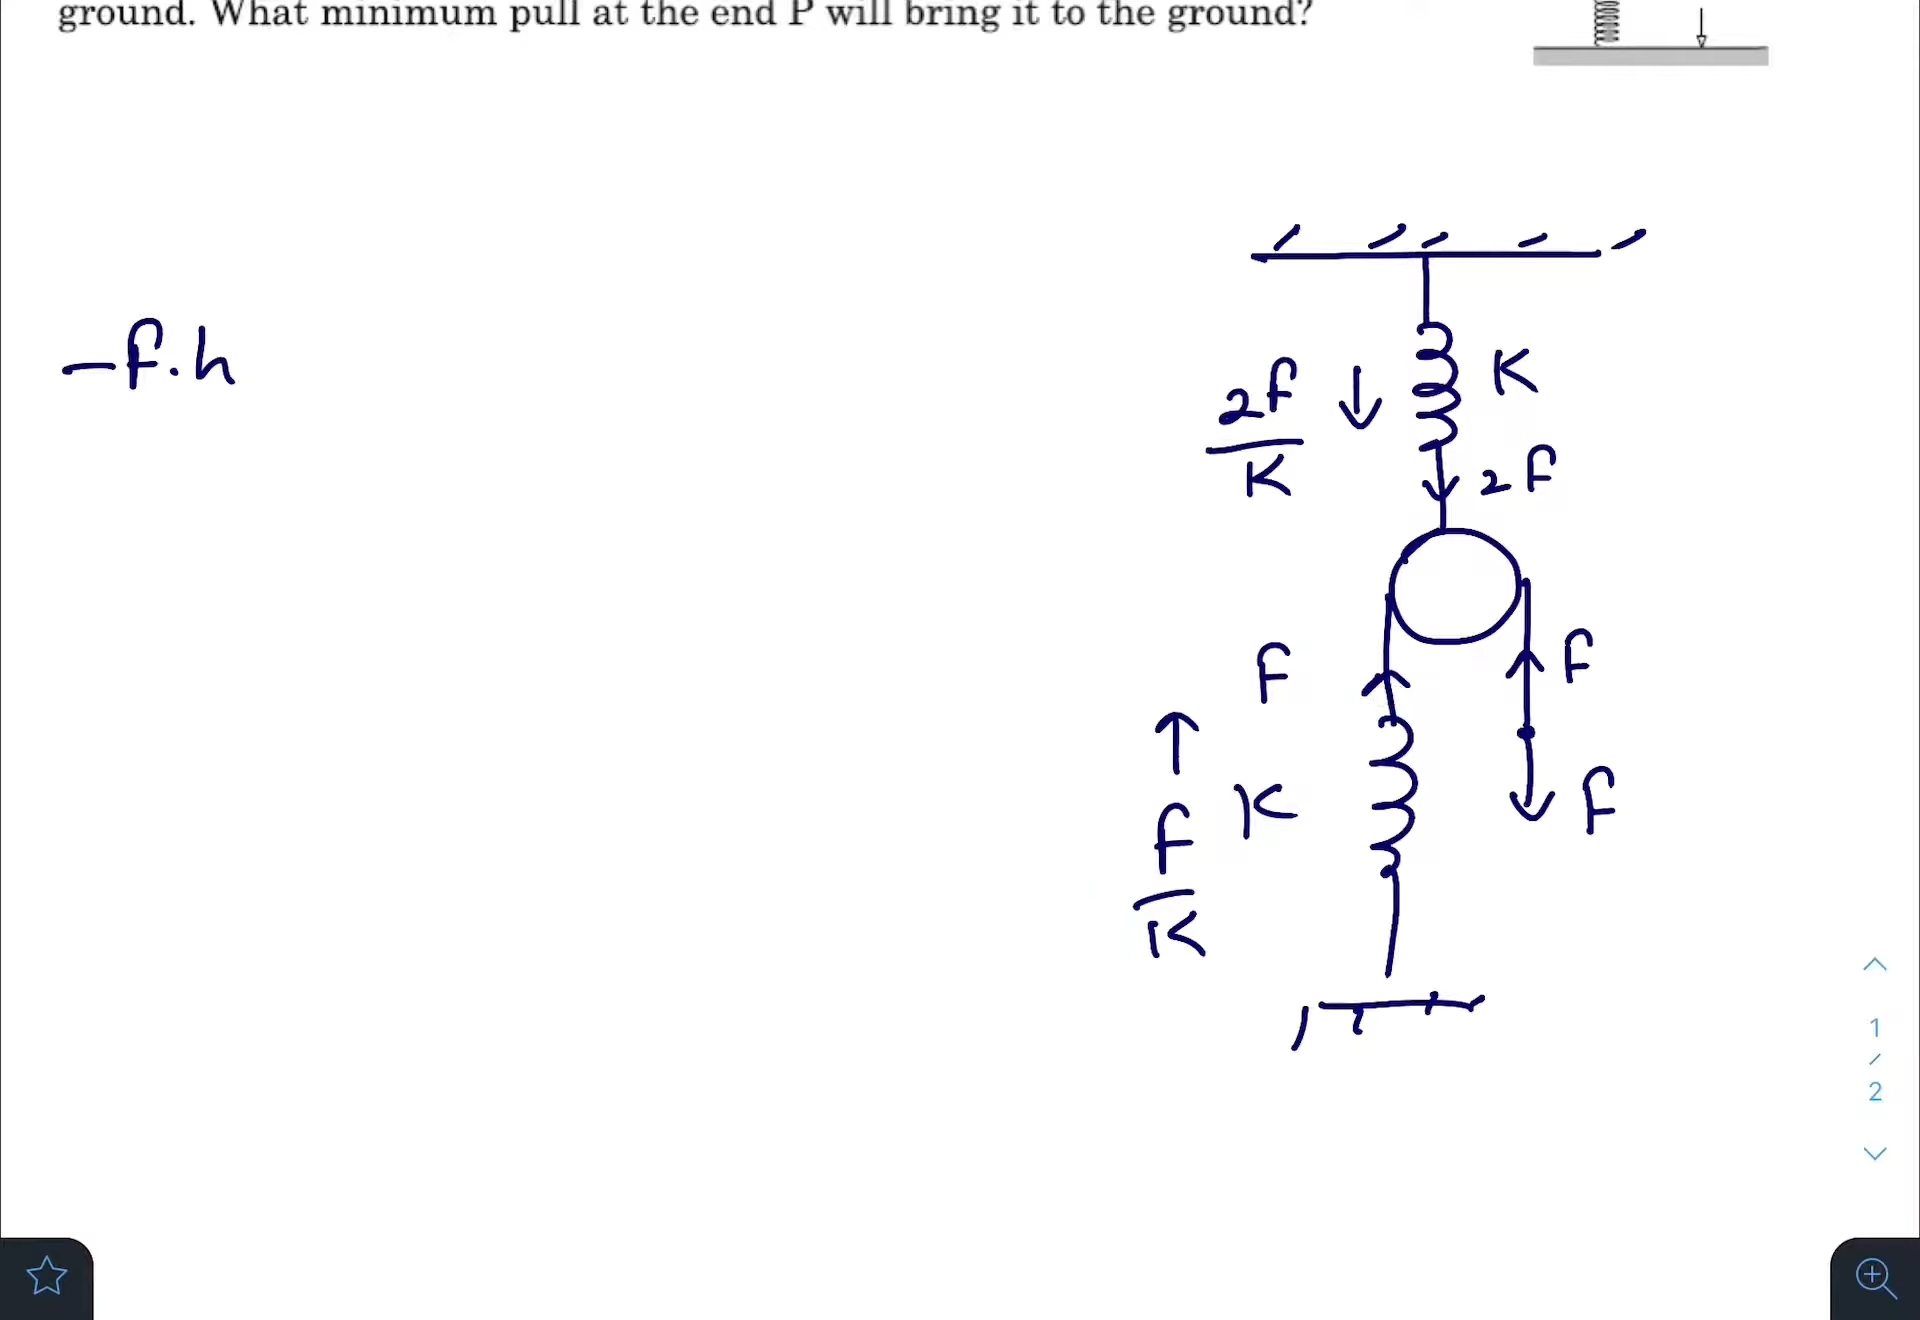 ground. What minimum pull at the end P will bring it to the ground?
-F.h
2F
K
K
2F
F
F
K
F
F
K
1
/
2